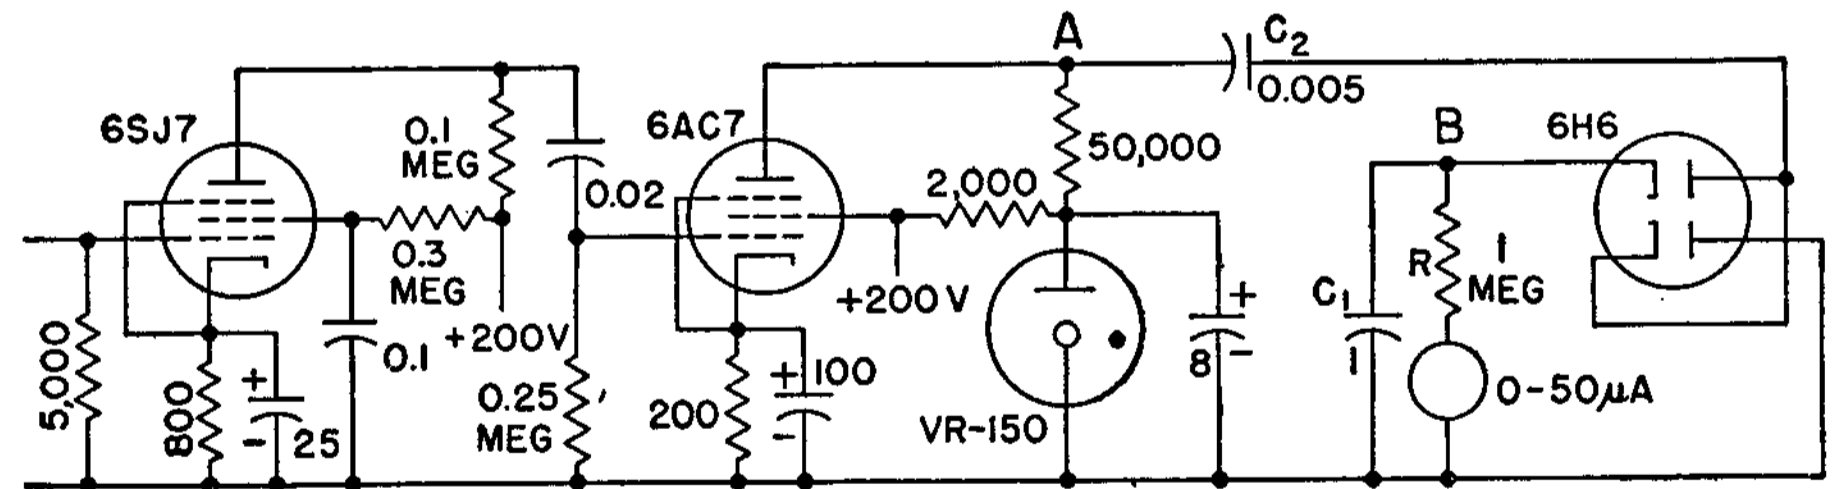 A
C₂
0.005
6SJ7
0.1
MEG
6AC7
50,000
B
6H6
0.02
2,000
0.3
MEG
+200V
0.1
+200V
R
1
MEG
C₁
1
+
8
-
5,000
800
+
-
25
0.25
MEG
200
+
100
-
VR-150
0-50μA